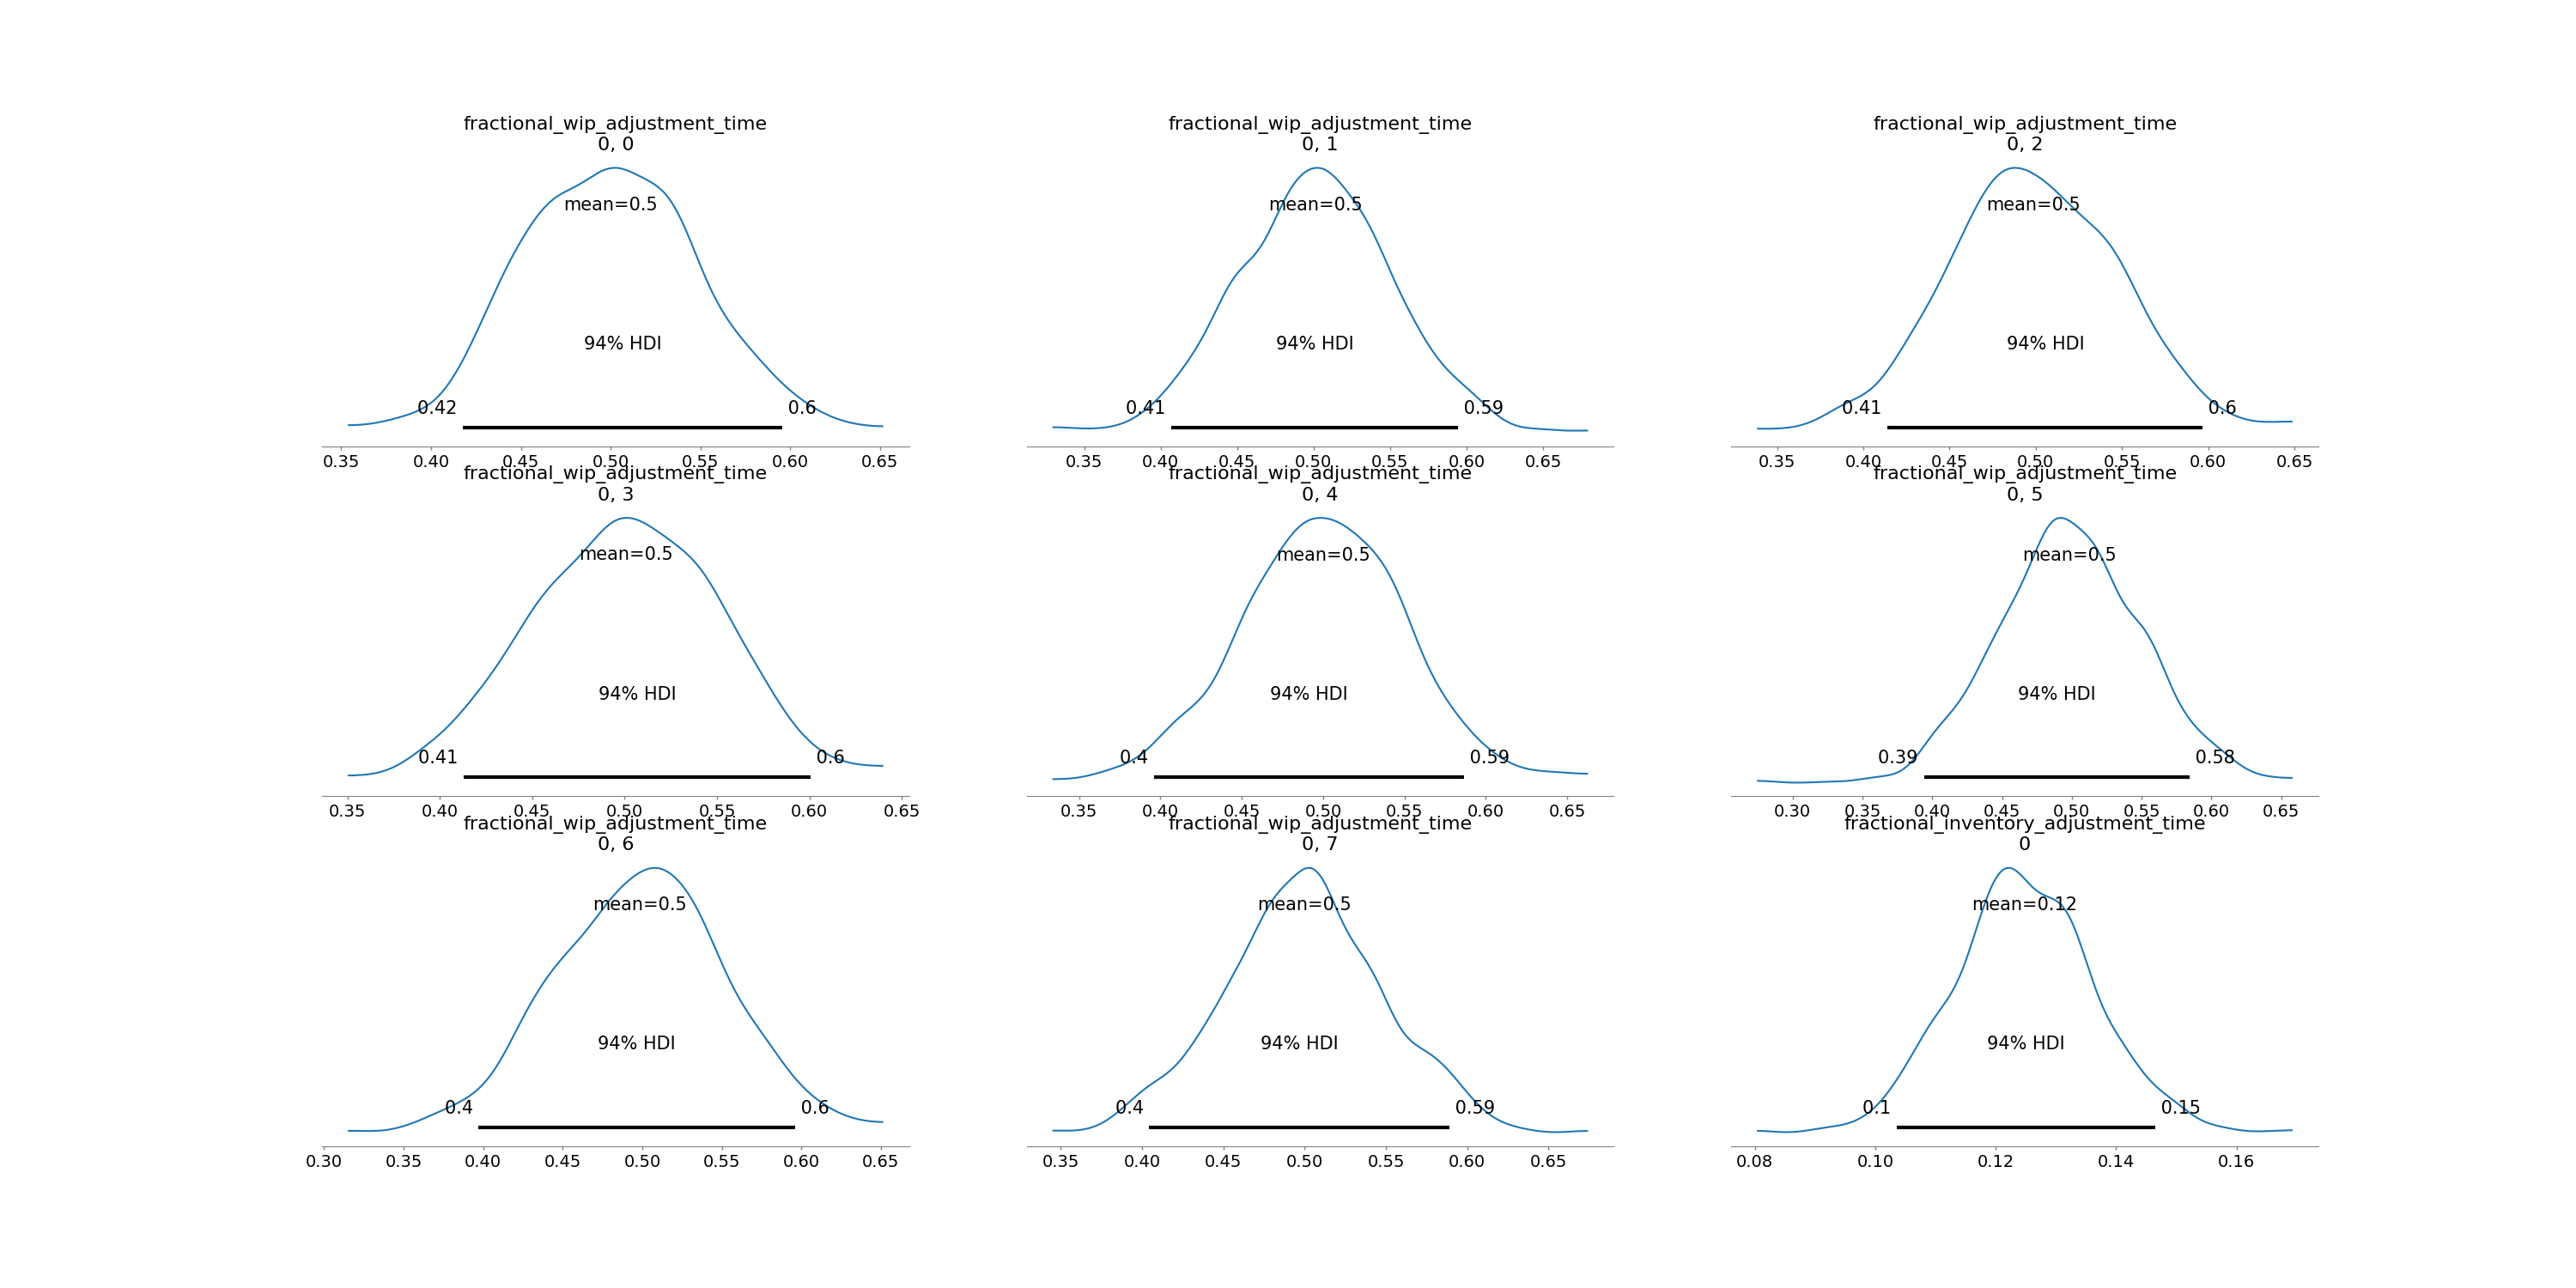 fractional_wip_adjustment_time
0, 0
mean=0.5
94% HDI
0.42 0.6
0.35 0.40 0.45 0.50 0.55 0.60 0.65
fractional_wip_adjustment_time
0, 1
mean=0.5
94% HDI
0.41 0.59
0.35 0.40 0.45 0.50 0.55 0.60 0.65
fractional_wip_adjustment_time
0, 2
mean=0.5
94% HDI
0.41 0.6
0.35 0.40 0.45 0.50 0.55 0.60 0.65
fractional_wip_adjustment_time
0, 3
mean=0.5
94% HDI
0.41 0.6
0.35 0.40 0.45 0.50 0.55 0.60 0.65
fractional_wip_adjustment_time
0, 4
mean=0.5
94% HDI
0.4 0.59
0.35 0.40 0.45 0.50 0.55 0.60 0.65
fractional_wip_adjustment_time
0, 5
mean=0.5
94% HDI
0.39 0.58
0.30 0.35 0.40 0.45 0.50 0.55 0.60 0.65
fractional_wip_adjustment_time
0, 6
mean=0.5
94% HDI
0.4 0.6
0.30 0.35 0.40 0.45 0.50 0.55 0.60 0.65
fractional_wip_adjustment_time
0, 7
mean=0.5
94% HDI
0.4 0.59
0.35 0.40 0.45 0.50 0.55 0.60 0.65
fractional_inventory_adjustment_time
0
mean=0.12
94% HDI
0.1 0.15
0.08 0.10 0.12 0.14 0.16